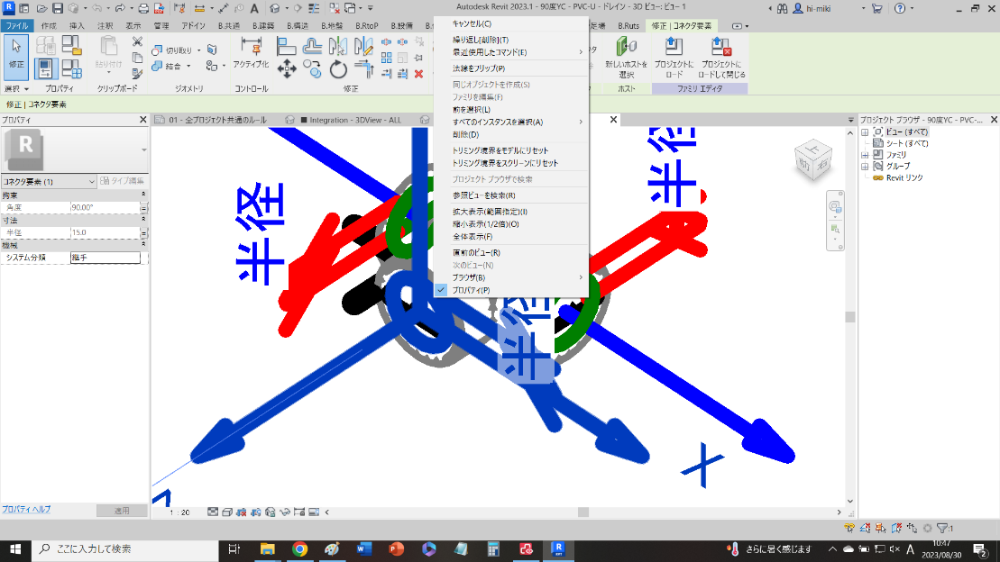 Autodesk Revit 2023.1 - 90度YC - PVC-U - ドレイン - 3D ビュー: ビュー 1
hi-miki
ファイル 作成 挿入 注釈 表示 管理 アドイン B.共通 B.建築 B.構造 B.地盤 B.RtoP B.設備 B. 足場 B.Ruts 修正 | コネクタ要素
修正
貼り付け
切り取り
結合
アクティブ化
新しいホストを
選択
プロジェクトに
ロード
プロジェクトに
ロードして閉じる
選択 プロパティ クリップボード ジオメトリ コントロール 修正 ホスト ファミリ エディタ
修正 | コネクタ要素
プロパティ
R
コネクタ要素 (1)
タイプ編集
拘束
角度 90.00°
寸法
半径 15.0
機械
システム分類 継手
プロパティ ヘルプ
適用
01 - 全プロジェクト共通のルール
Integration - 3DView - ALL
キャンセル(C)
繰り返し[削除](T)
最近使用したコマンド(E)
法線をフリップ(P)
同じオブジェクトを作成(S)
ファミリを編集(F)
前を選択(L)
すべてのインスタンスを選択(A)
削除(D)
トリミング境界をモデルにリセット
トリミング境界をスクリーンにリセット
プロジェクト ブラウザで検索
参照ビューを検索(R)
拡大表示(範囲指定)(I)
縮小表示(1/2倍)(O)
全体表示(F)
直前のビュー(R)
次のビュー(N)
ブラウザ(B)
プロパティ(P)
半径
半径
半径
X
上
前
右
プロジェクト ブラウザ - 90度YC - PVC-...
ビュー (すべて)
シート (すべて)
ファミリ
グループ
Revit リンク
1 : 20
:1
ここに入力して検索
さらに暑く感じます
A
10:47
2023/08/30
2